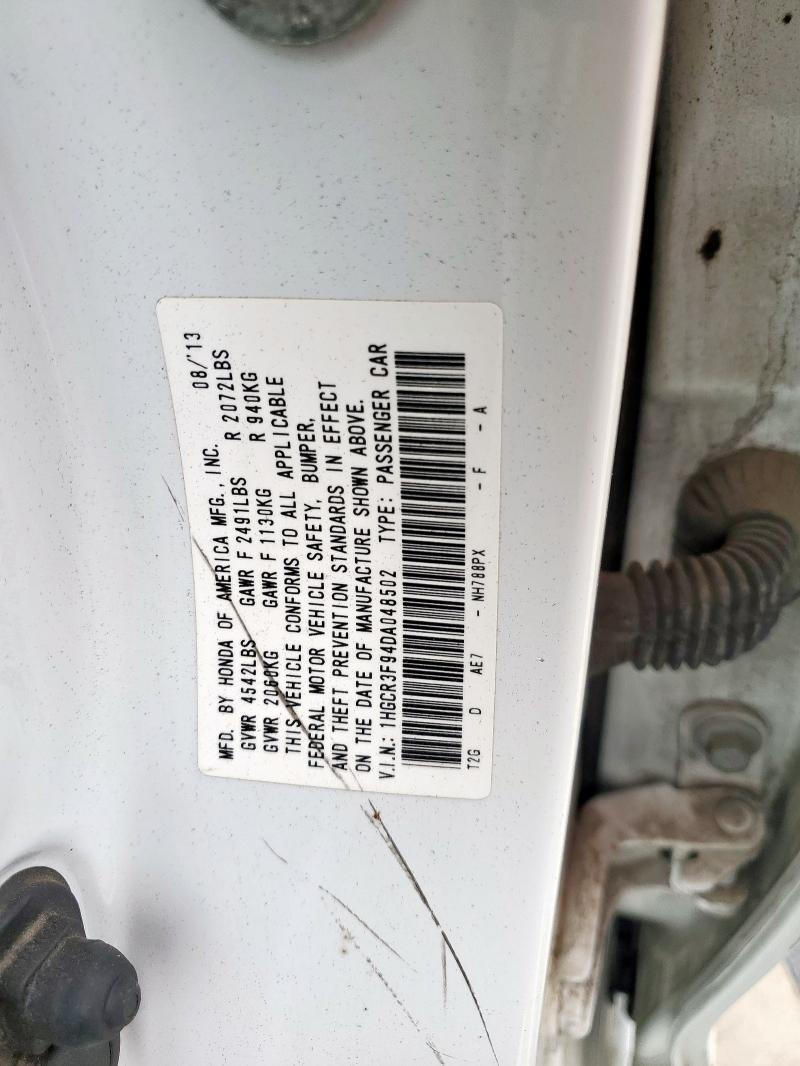 MFD. BY HONDA OF AMERICA MFG., INC. 08/'13
GVWR 4542LBS GAWR F 2491LBS R 2072LBS
GVWR 2060KG GAWR F 1130KG R 940KG
THIS VEHICLE CONFORMS TO ALL APPLICABLE
FEDERAL MOTOR VEHICLE SAFETY, BUMPER,
AND THEFT PREVENTION STANDARDS IN EFFECT
ON THE DATE OF MANUFACTURE SHOWN ABOVE.
V.I.N.: 1HGCR3F94DA048502 TYPE: PASSENGER CAR
T2G D AE7 - NH788PX - F - A